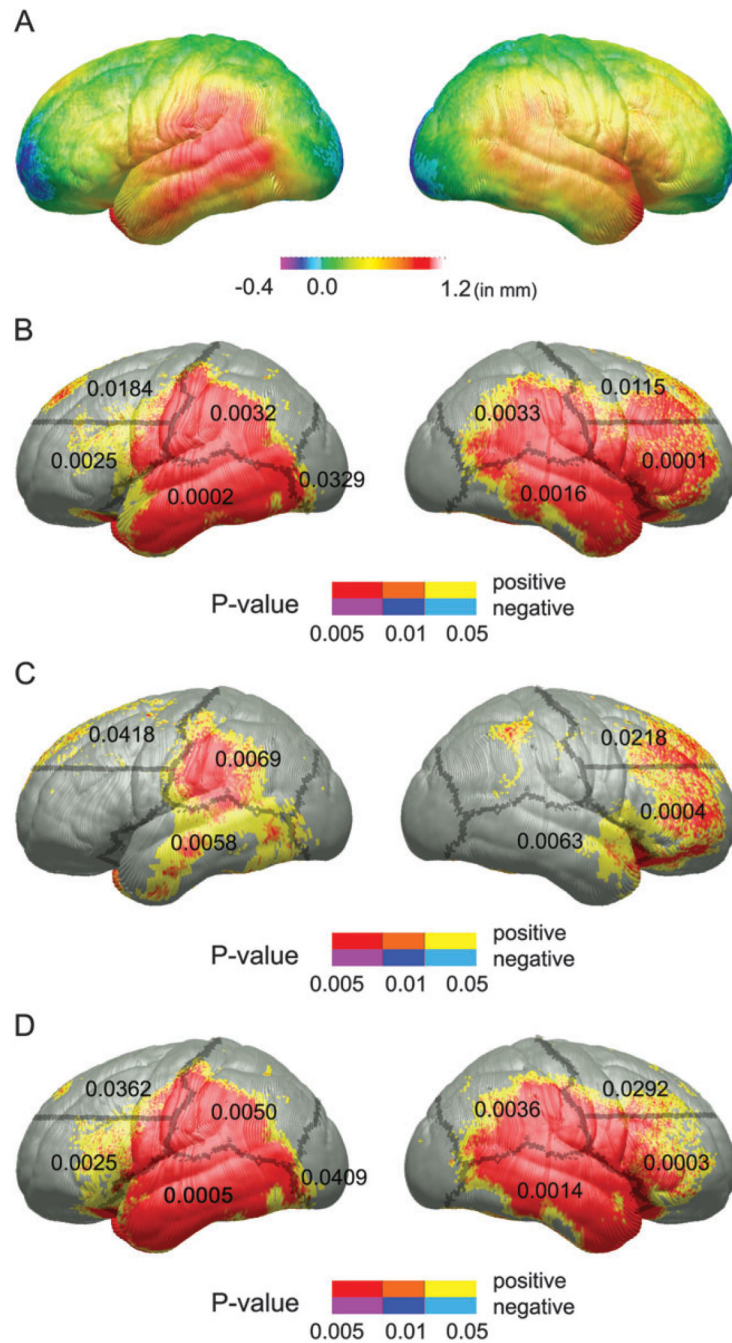 A
-0.4 0.0 1.2 (in mm)
B
0.0184 0.0115
0.0032 0.0033
0.0025 0.0001
0.0329
0.0002 0.0016
P-value positive
negative
0.005 0.01 0.05
C
0.0418 0.0218
0.0069
0.0004
0.0058 0.0063
P-value positive
negative
0.005 0.01 0.05
D
0.0362 0.0292
0.0050 0.0036
0.0025 0.0003
0.0409
0.0005 0.0014
P-value positive
negative
0.005 0.01 0.05